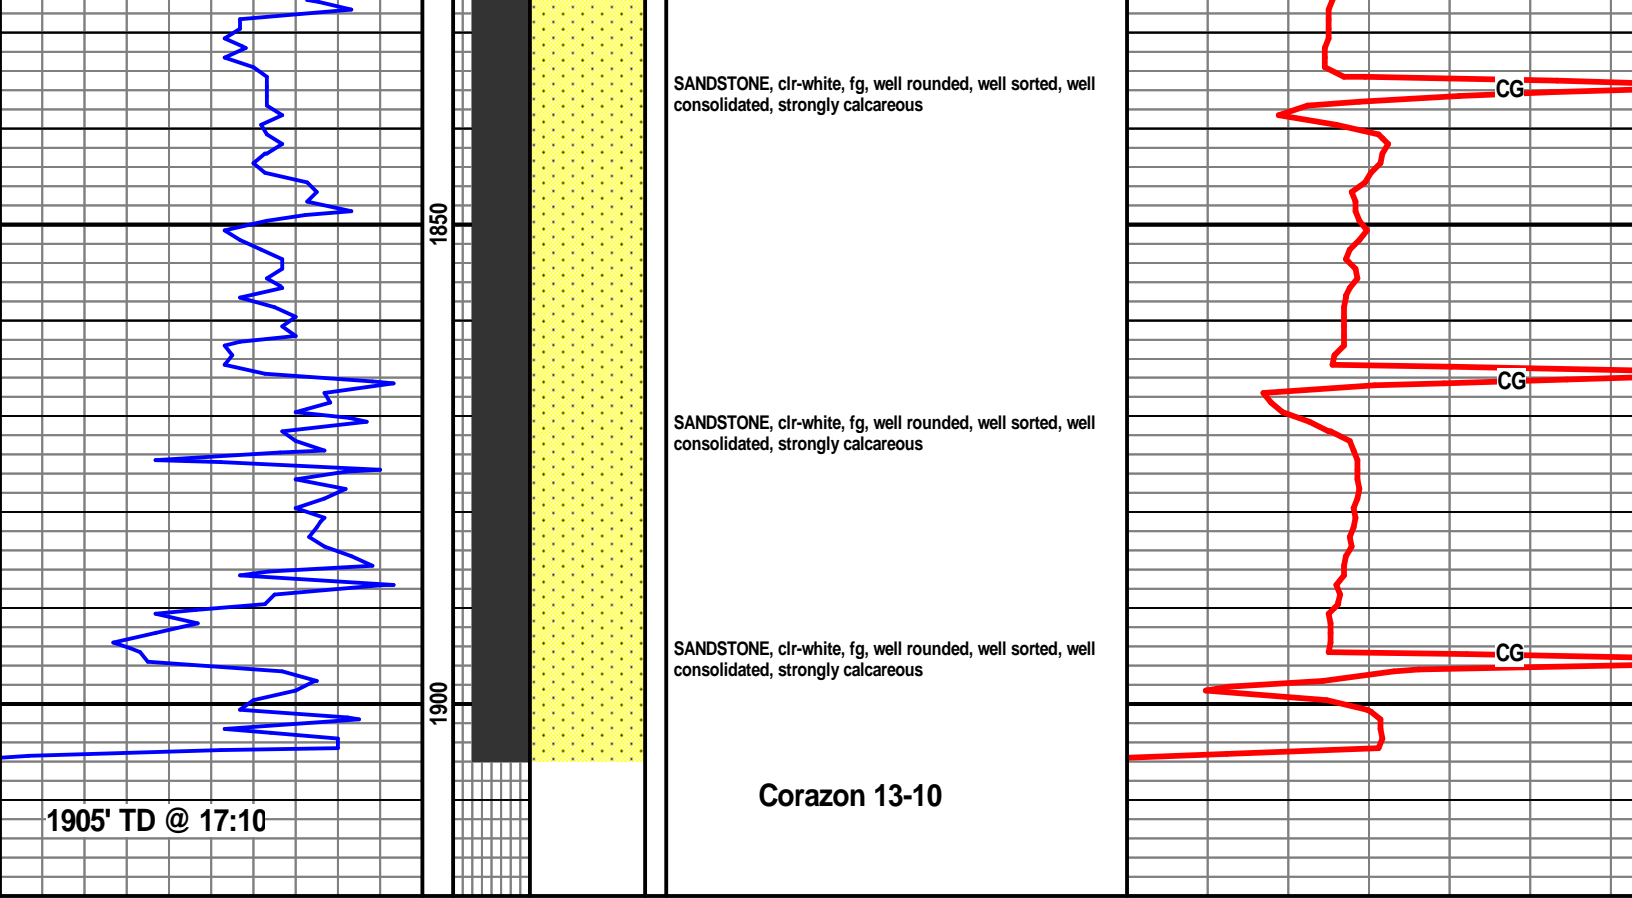 SANDSTONE, clr-white, fg, well rounded, well sorted, well
consolidated, strongly calcareous
CG
1850
CG
SANDSTONE, clr-white, fg, well rounded, well sorted, well
consolidated, strongly calcareous
SANDSTONE, clr-white, fg, well rounded, well sorted, well
consolidated, strongly calcareous
CG
1900
Corazon 13-10
1905' TD @ 17:10